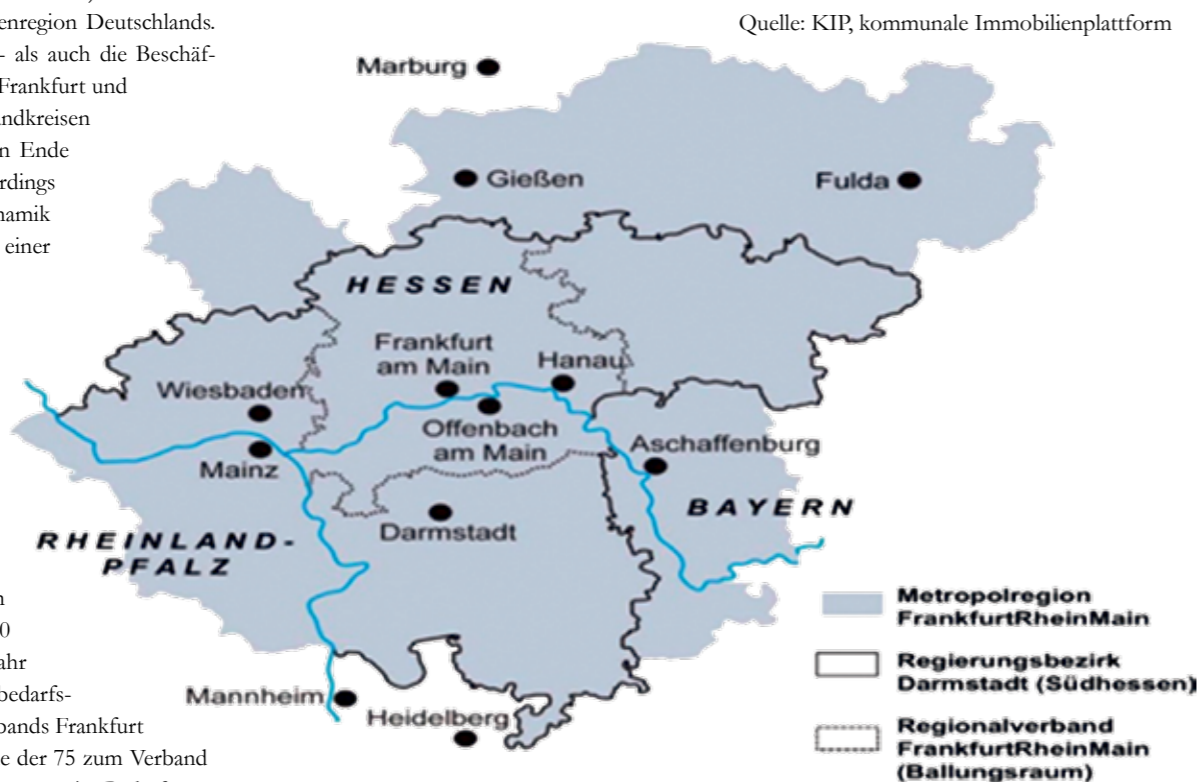 enregion Deutschlands.
- als auch die Beschäf-
Frankfurt und
andkreisen
n Ende
rdings
namik
einer
n
0
ahr
bedarfs-
bands Frankfurt
e der 75 zum Verband
Quelle: KIP, kommunale Immobilienplattform
Marburg
Gießen
Fulda
HESSEN
Frankfurt
am Main
Hanau
Wiesbaden
Offenbach
am Main
Aschaffenburg
Mainz
BAYERN
Darmstadt
RHEINLAND-
PFALZ
Mannheim
Heidelberg
Metropolregion
FrankfurtRheinMain
Regierungsbezirk
Darmstadt (Südhessen)
Regionalverband
FrankfurtRheinMain
(Ballungsraum)